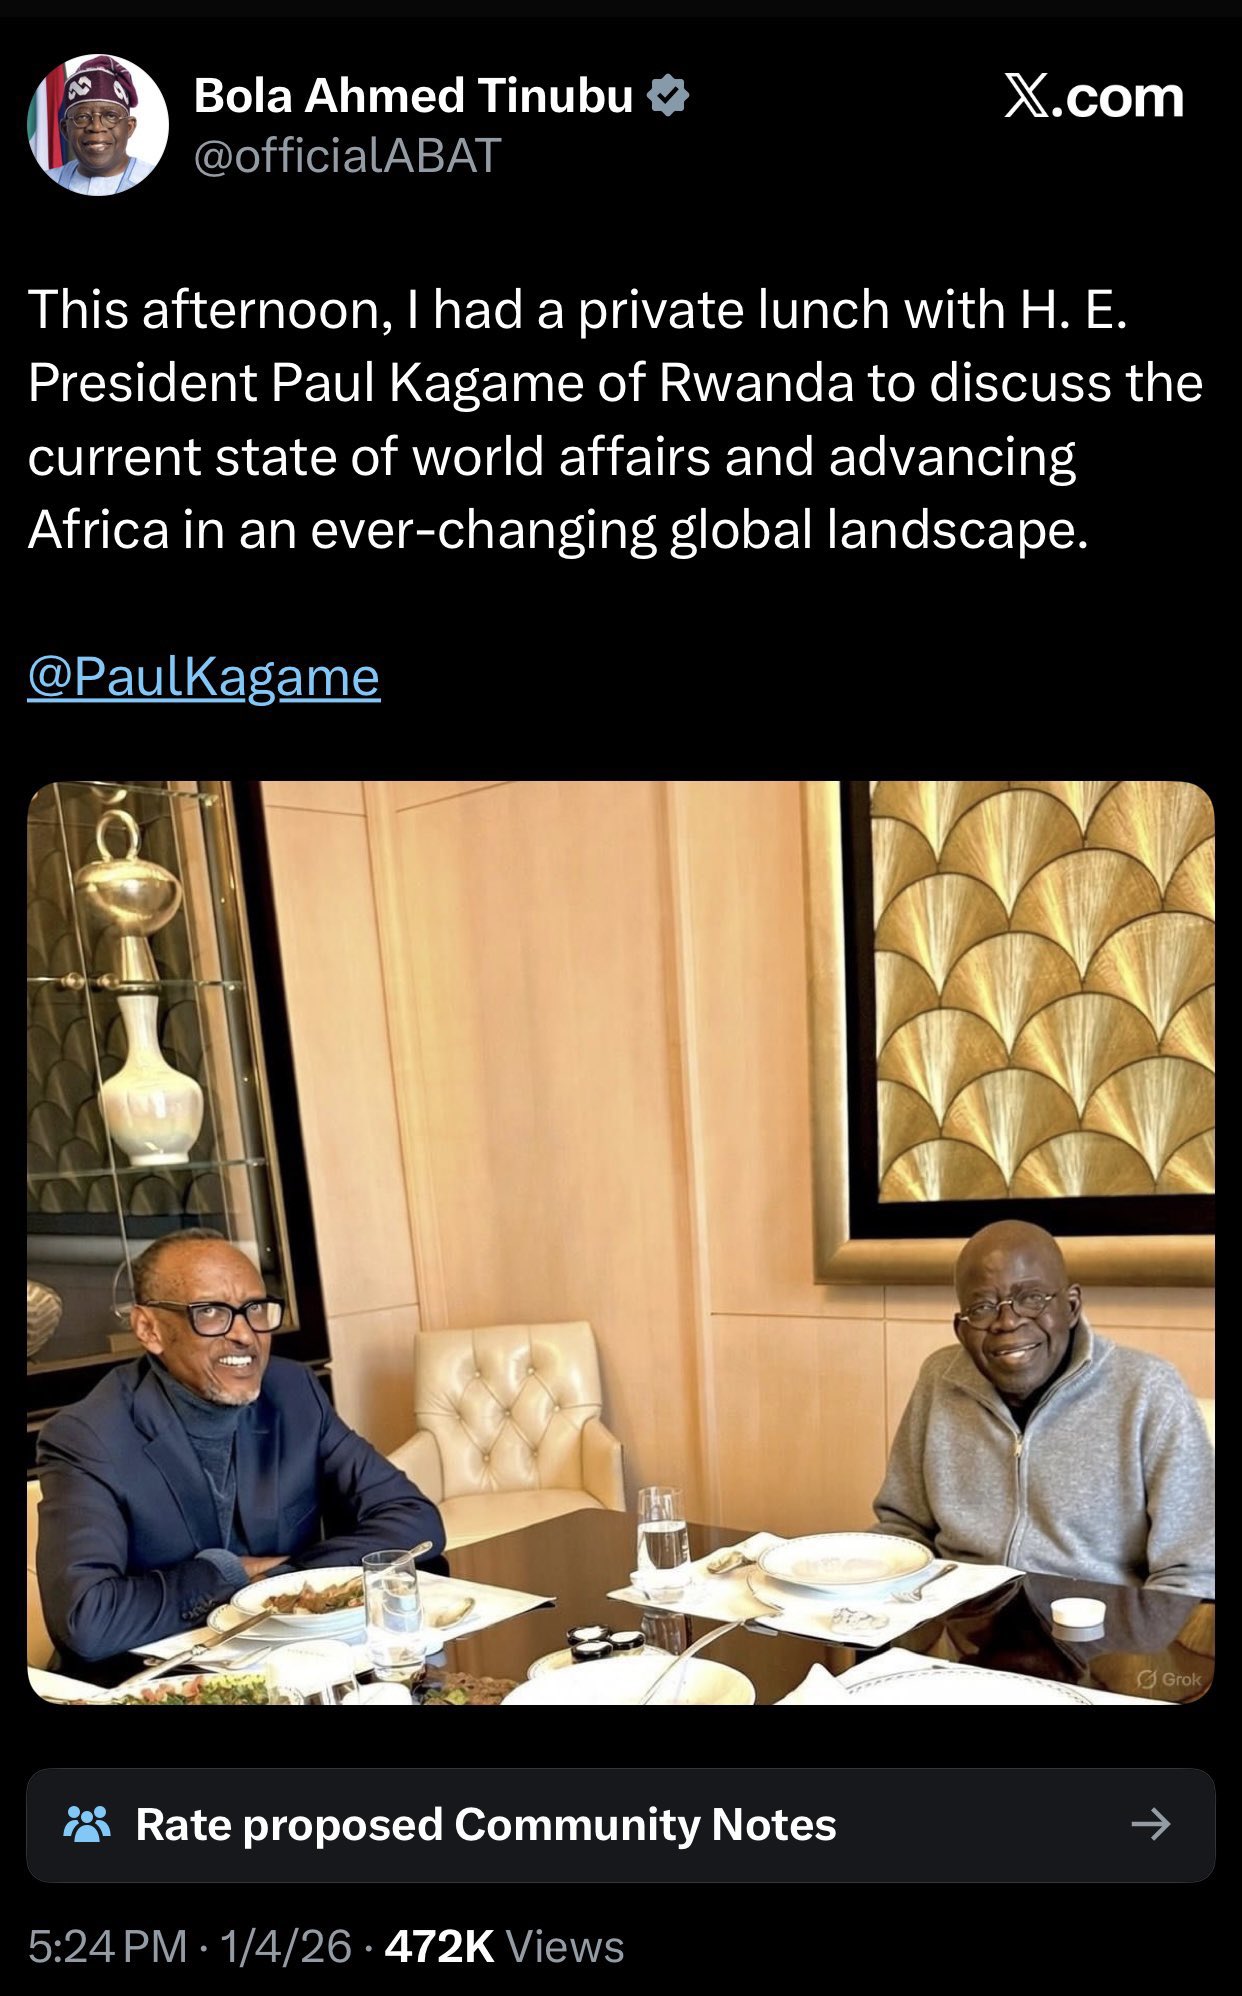 Bola Ahmed Tinubu
X.com
@officialABAT
This afternoon, I had a private lunch with H. E.
President Paul Kagame of Rwanda to discuss the
current state of world affairs and advancing
Africa in an ever-changing global landscape.
@PaulKagame
Grok
Rate proposed Community Notes
5:24 PM · 1/4/26 · 472K Views